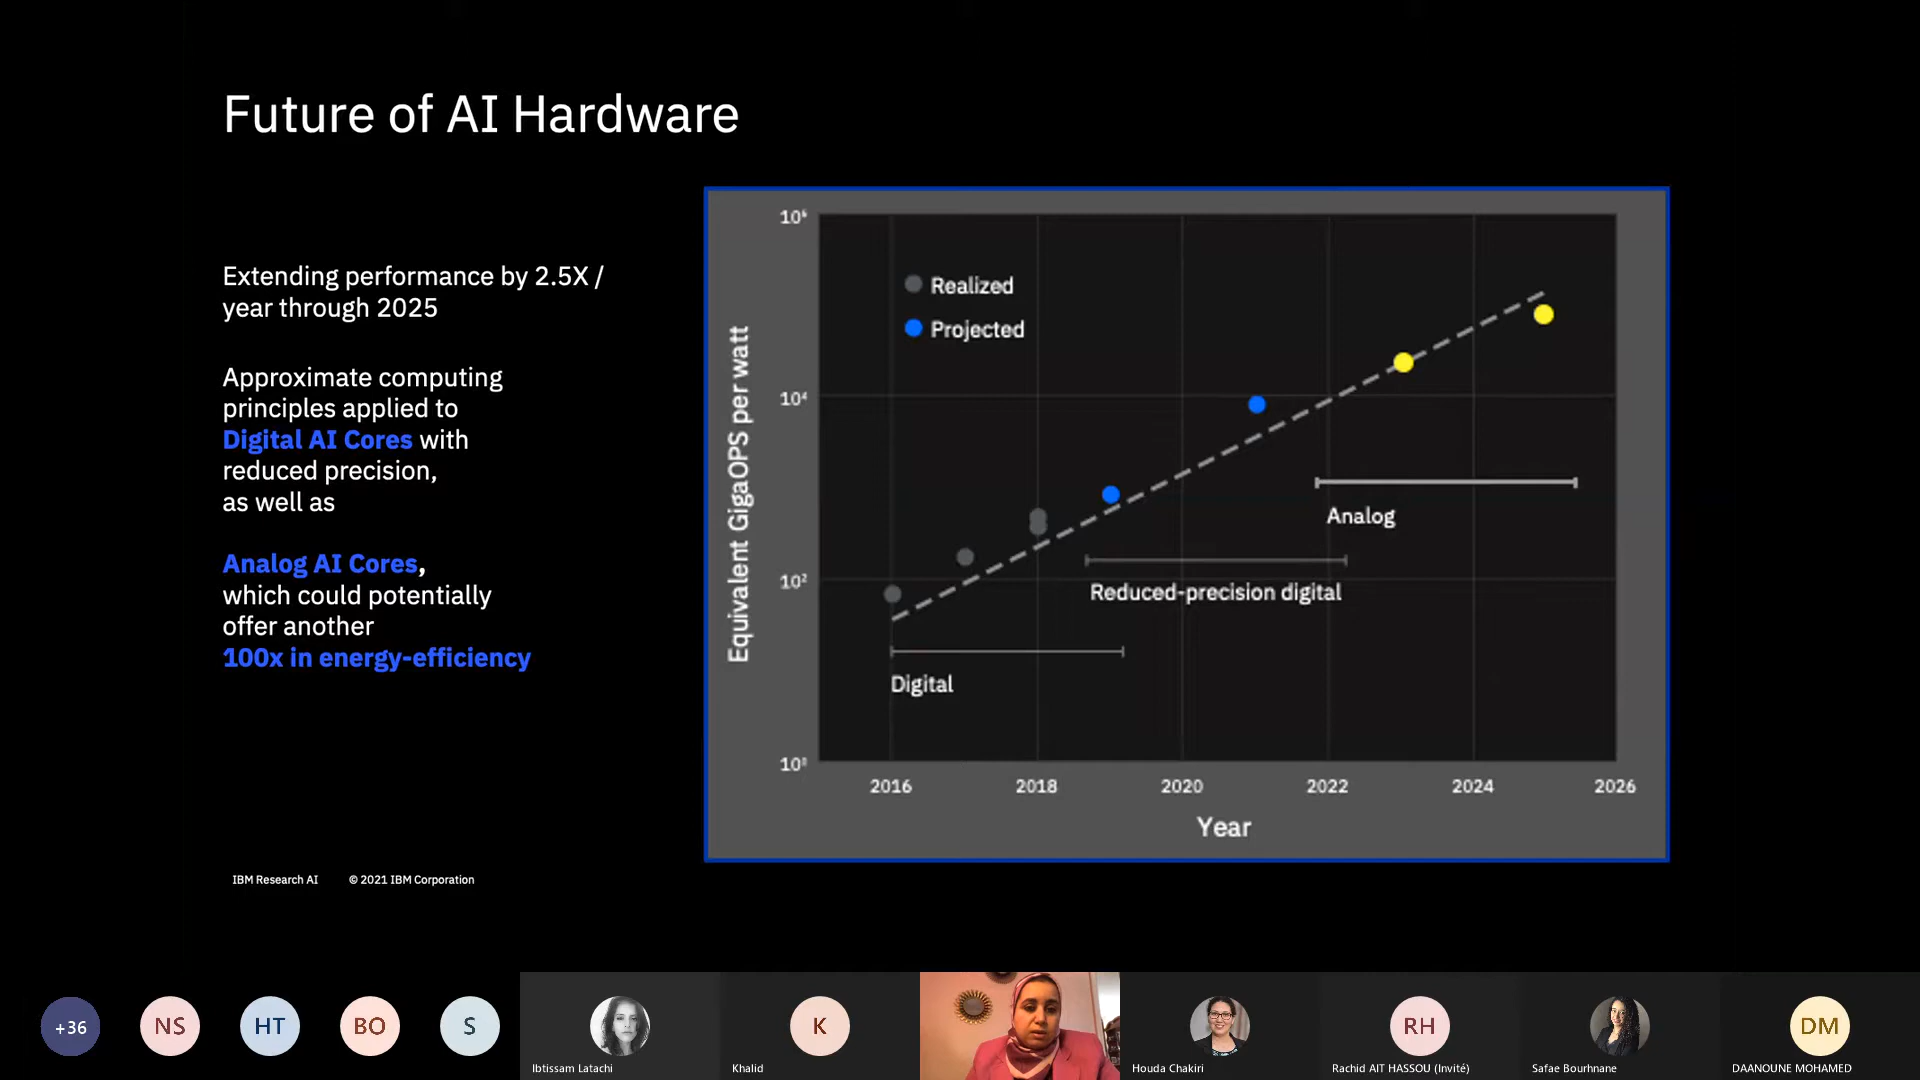 Future of AI Hardware
Extending performance by 2.5X /
year through 2025
Approximate computing
principles applied to
Digital AI Cores with
reduced precision,
as well as
Analog AI Cores,
which could potentially
offer another
100x in energy-efficiency
Equivalent GigaOPS per watt
10⁶
10⁴
10²
10⁰
Realized
Projected
Analog
Reduced-precision digital
Digital
2016 2018 2020 2022 2024 2026
Year
IBM Research AI © 2021 IBM Corporation
+36 NS HT BO S K RH DM
Ibtissam Latachi Khalid Houda Chakiri Rachid AIT HASSOU (Invité) Safae Bourhnane DAANOUNE MOHAMED